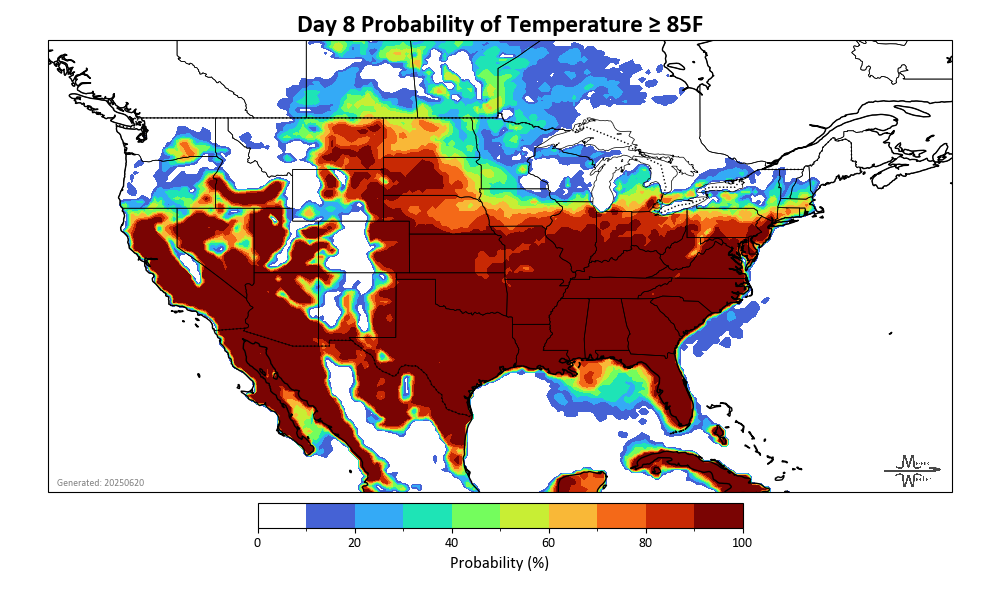 Day 8 Probability of Temperature ≥ 85F
Generated: 20250620
0 20 40 60 80 100
Probability (%)